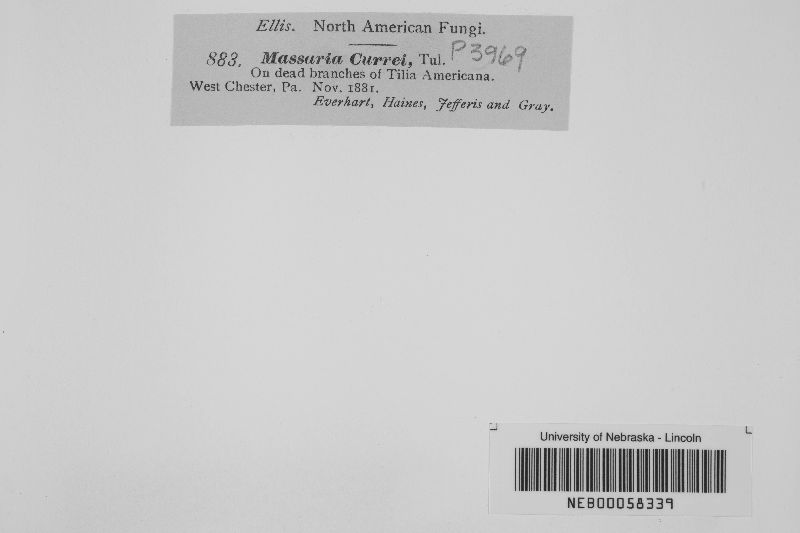 Ellis. North American Fungi.
883. Massaria Currei, Tul. P3969
On dead branches of Tilia Americana.
West Chester, Pa. Nov. 1881.
Everhart, Haines, Jefferis and Gray.
University of Nebraska - Lincoln
NEB00058339